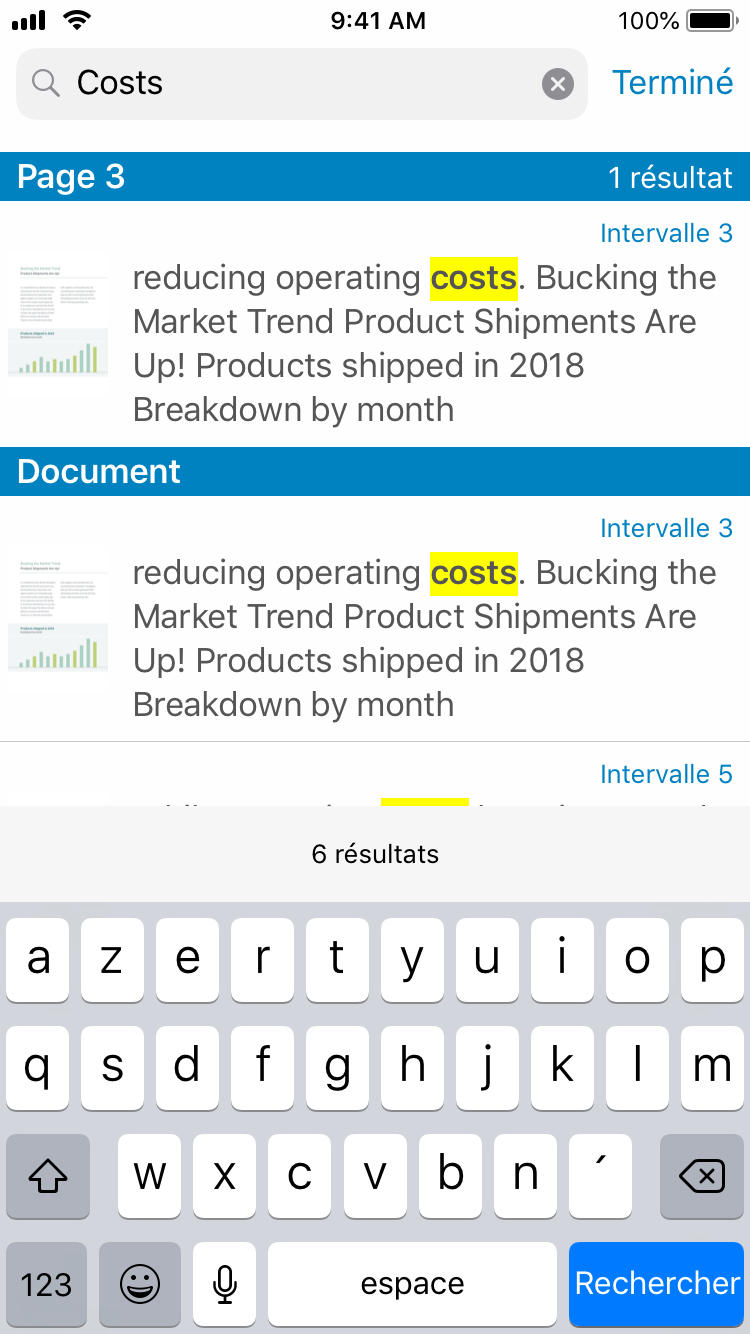 9:41 AM
100%
Costs
Terminé
Page 3
1 résultat
Intervalle 3
reducing operating costs. Bucking the
Market Trend Product Shipments Are
Up! Products shipped in 2018
Breakdown by month
Document
Intervalle 3
reducing operating costs. Bucking the
Market Trend Product Shipments Are
Up! Products shipped in 2018
Breakdown by month
Intervalle 5
6 résultats
a z e r t y u i o p
q s d f g h j k l m
w x c v b n ´
123
espace
Rechercher